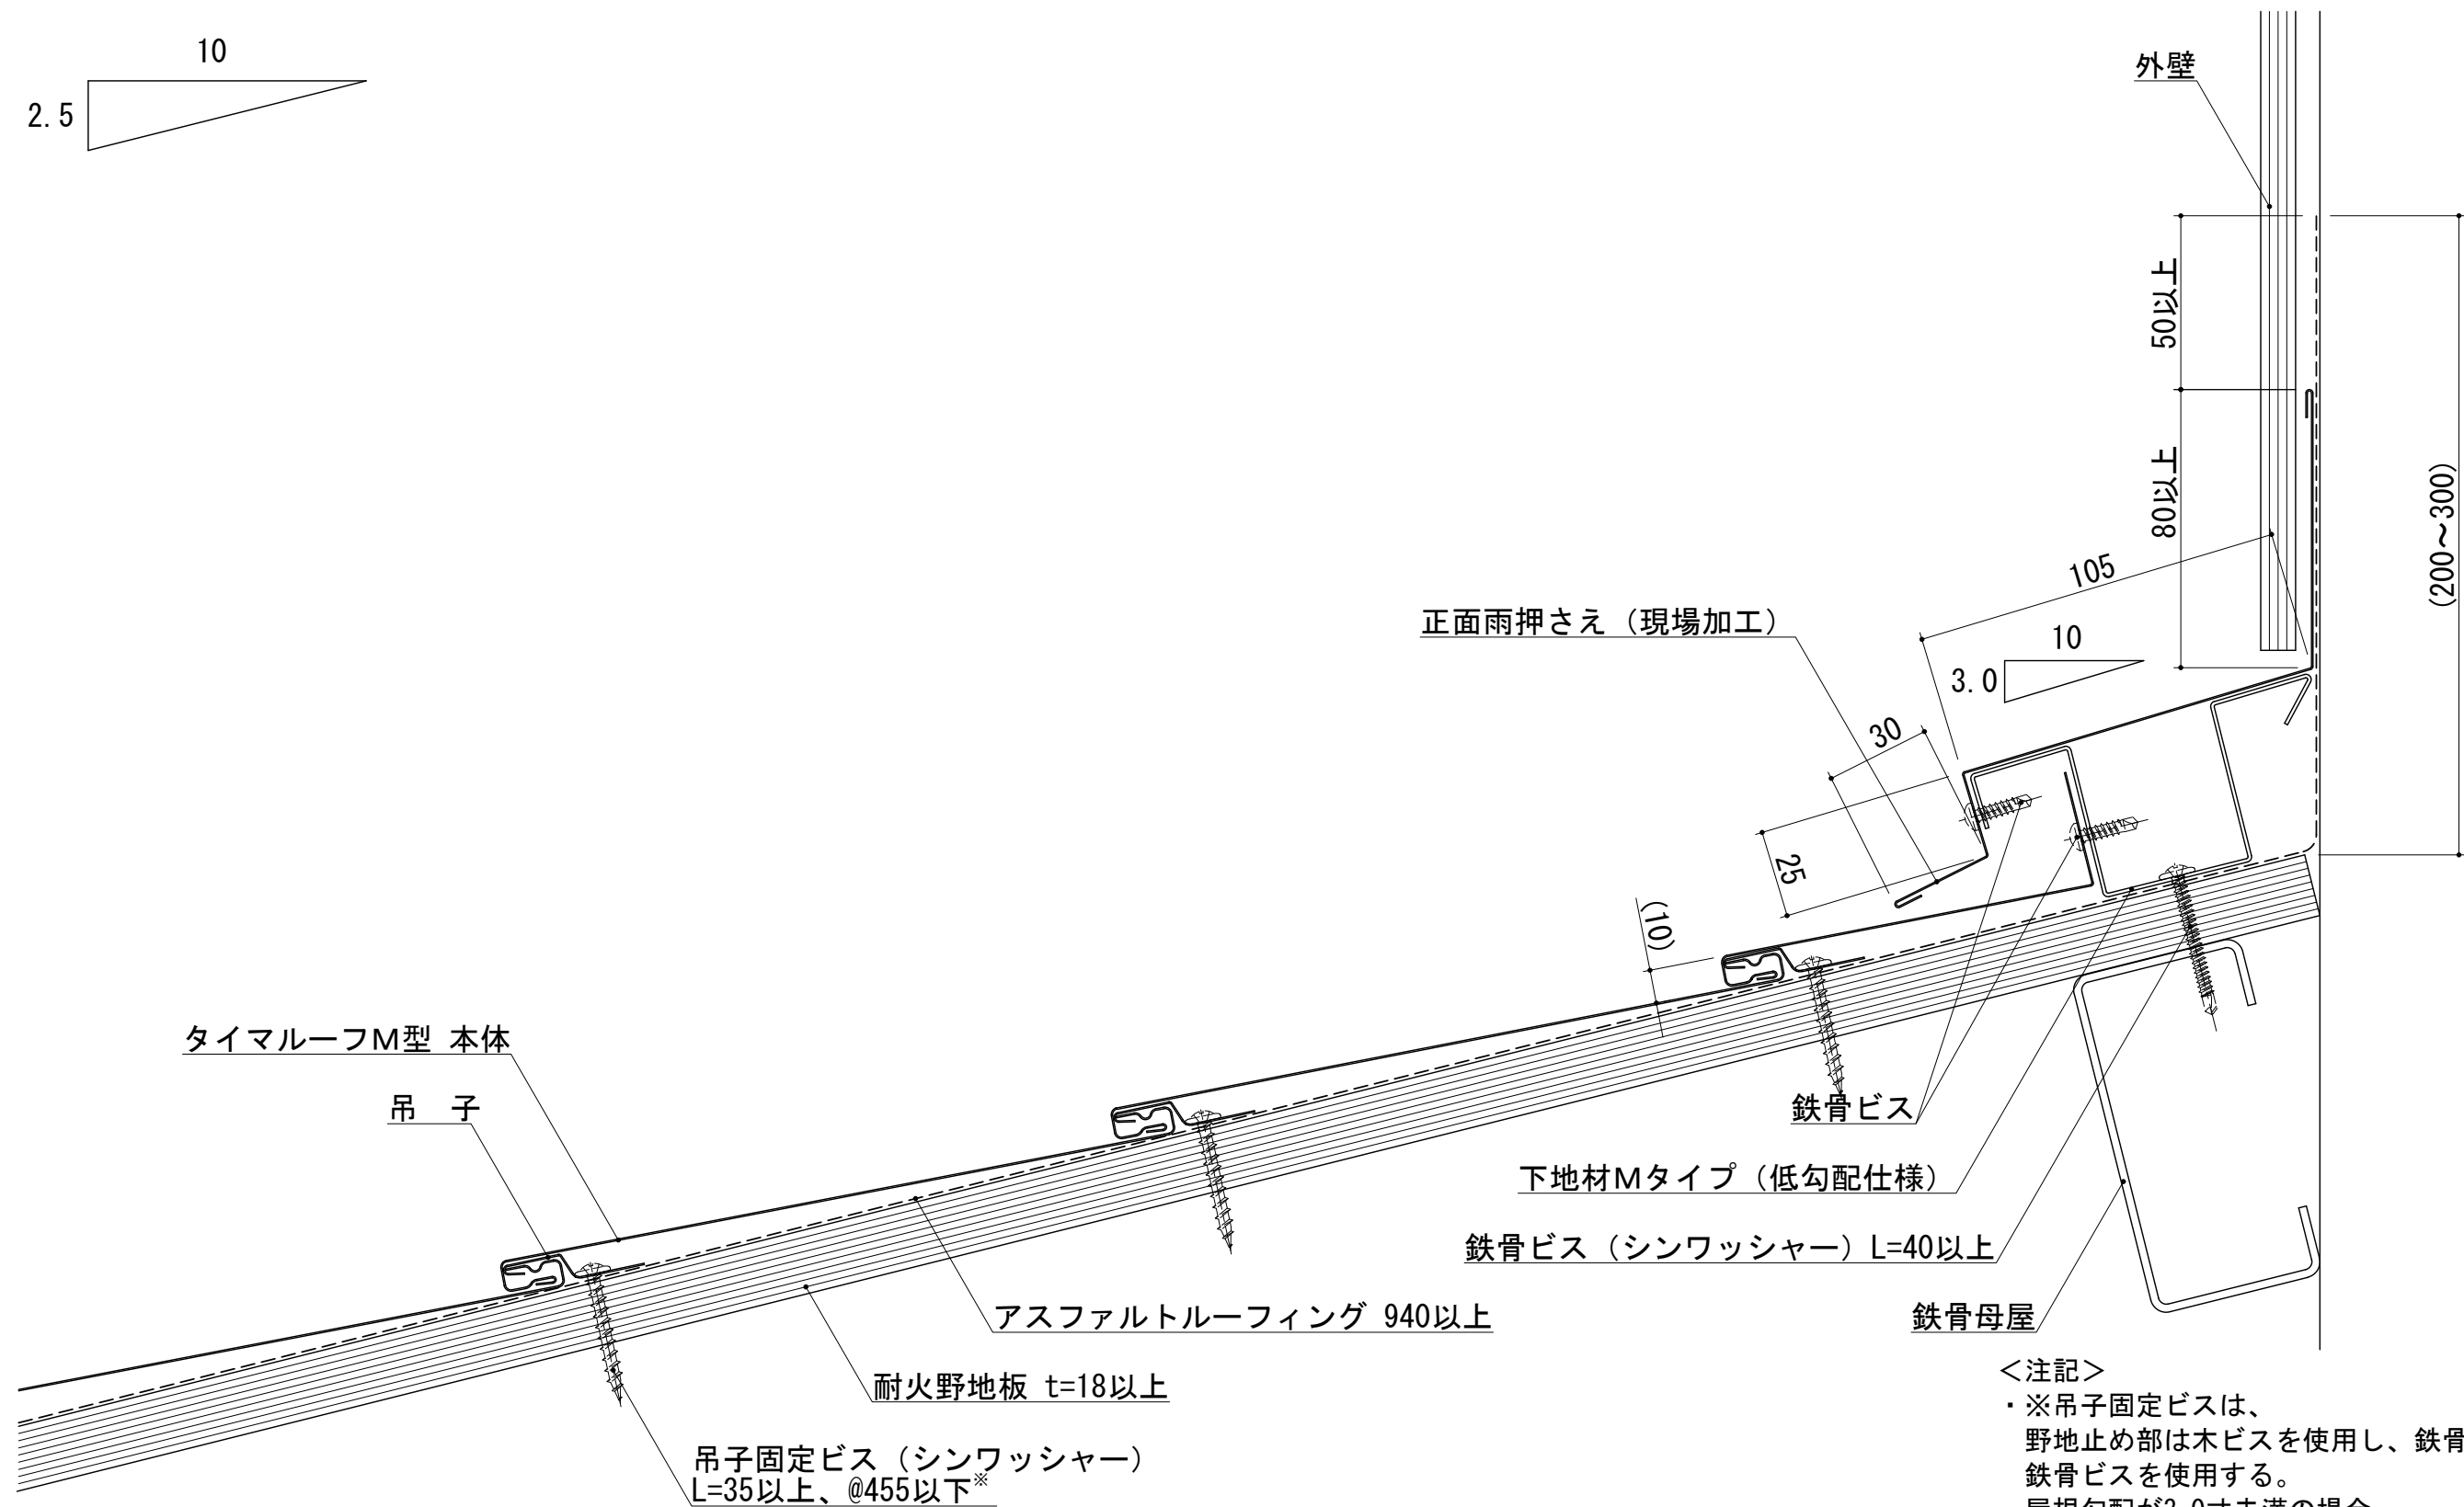 10
2.5
外壁
50以上
80以上
(200～300)
105
正面雨押さえ（現場加工）
10
3.0
30
25
(10)
タイマルーフＭ型 本体
吊　子
鉄骨ビス
下地材Ｍタイプ（低勾配仕様）
鉄骨ビス（シンワッシャー）L=40以上
アスファルトルーフィング 940以上
鉄骨母屋
耐火野地板 t=18以上
吊子固定ビス（シンワッシャー）
L=35以上、@455以下※
＜注記＞
・※吊子固定ビスは、
野地止め部は木ビスを使用し、鉄骨
鉄骨ビスを使用する。